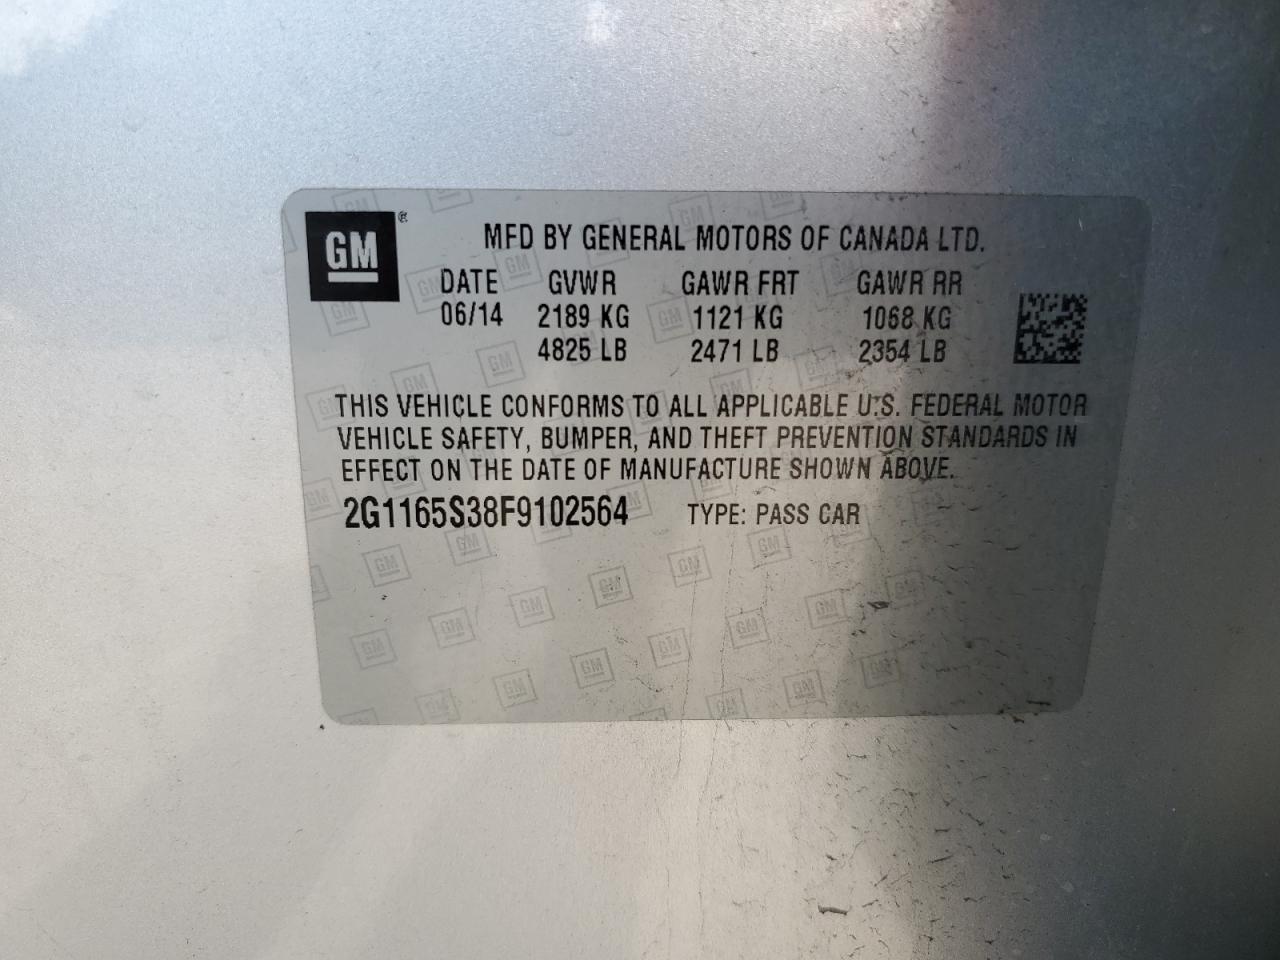 GM®
MFD BY GENERAL MOTORS OF CANADA LTD.
DATE GVWR GAWR FRT GAWR RR
06/14 2189 KG 1121 KG 1068 KG
4825 LB 2471 LB 2354 LB
THIS VEHICLE CONFORMS TO ALL APPLICABLE U.S. FEDERAL MOTOR
VEHICLE SAFETY, BUMPER, AND THEFT PREVENTION STANDARDS IN
EFFECT ON THE DATE OF MANUFACTURE SHOWN ABOVE.
2G1165S38F9102564 TYPE: PASS CAR